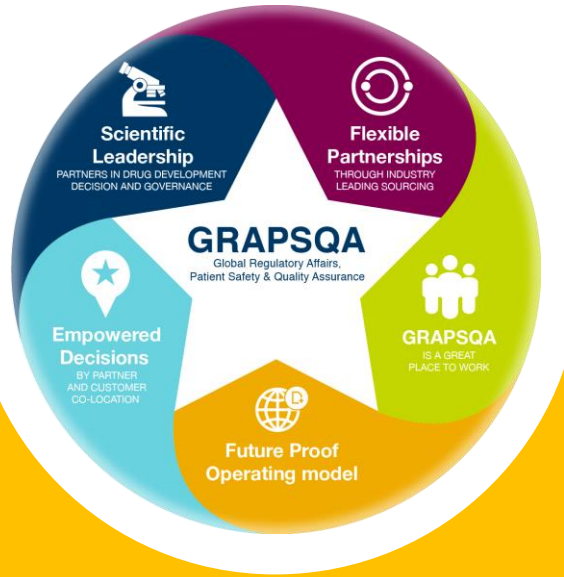 Scientific
Leadership
PARTNERS IN DRUG DEVELOPMENT
DECISION AND GOVERNANCE
Flexible
Partnerships
THROUGH INDUSTRY
LEADING SOURCING
GRAPSQA
Global Regulatory Affairs,
Patient Safety & Quality Assurance
Empowered
Decisions
BY PARTNER
AND CUSTOMER
CO-LOCATION
GRAPSQA
IS A GREAT
PLACE TO WORK
Future Proof
Operating model